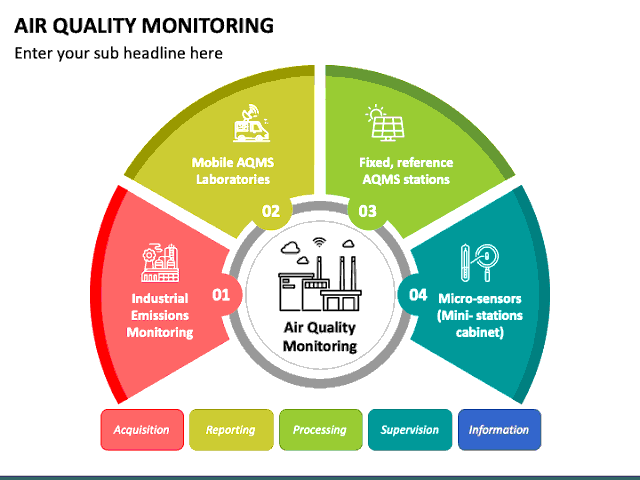 AIR QUALITY MONITORING
Enter your sub headline here
Mobile AQMS
Laboratories
02
Fixed, reference
AQMS stations
03
Industrial
Emissions
Monitoring
01
Air Quality
Monitoring
04
Micro-sensors
(Mini- stations
cabinet)
Acquisition
Reporting
Processing
Supervision
Information